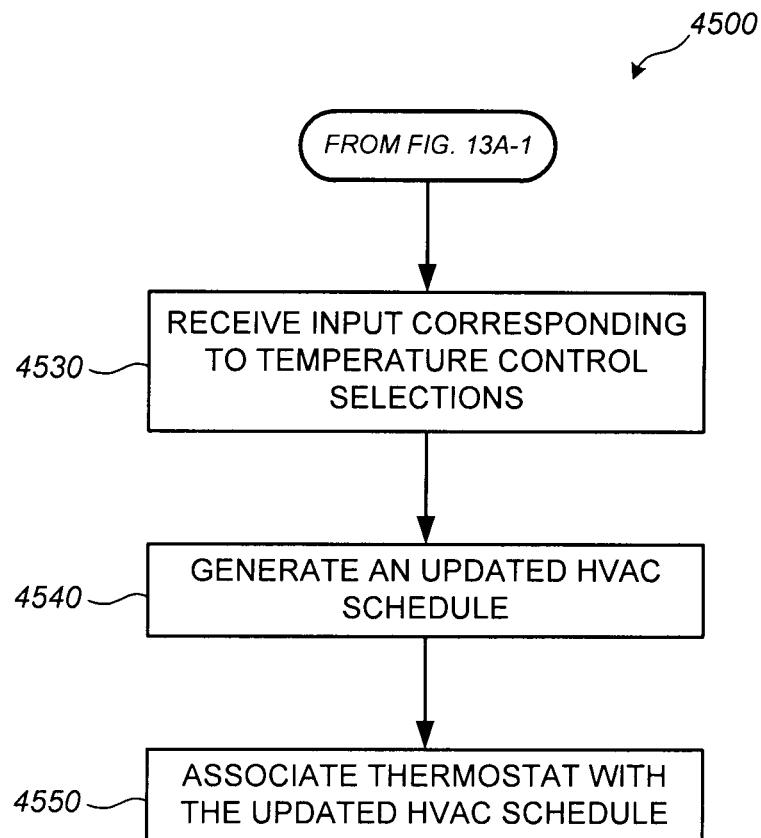 4500
FROM FIG. 13A-1
4530
RECEIVE INPUT CORRESPONDING
TO TEMPERATURE CONTROL
SELECTIONS
4540
GENERATE AN UPDATED HVAC
SCHEDULE
4550
ASSOCIATE THERMOSTAT WITH
THE UPDATED HVAC SCHEDULE